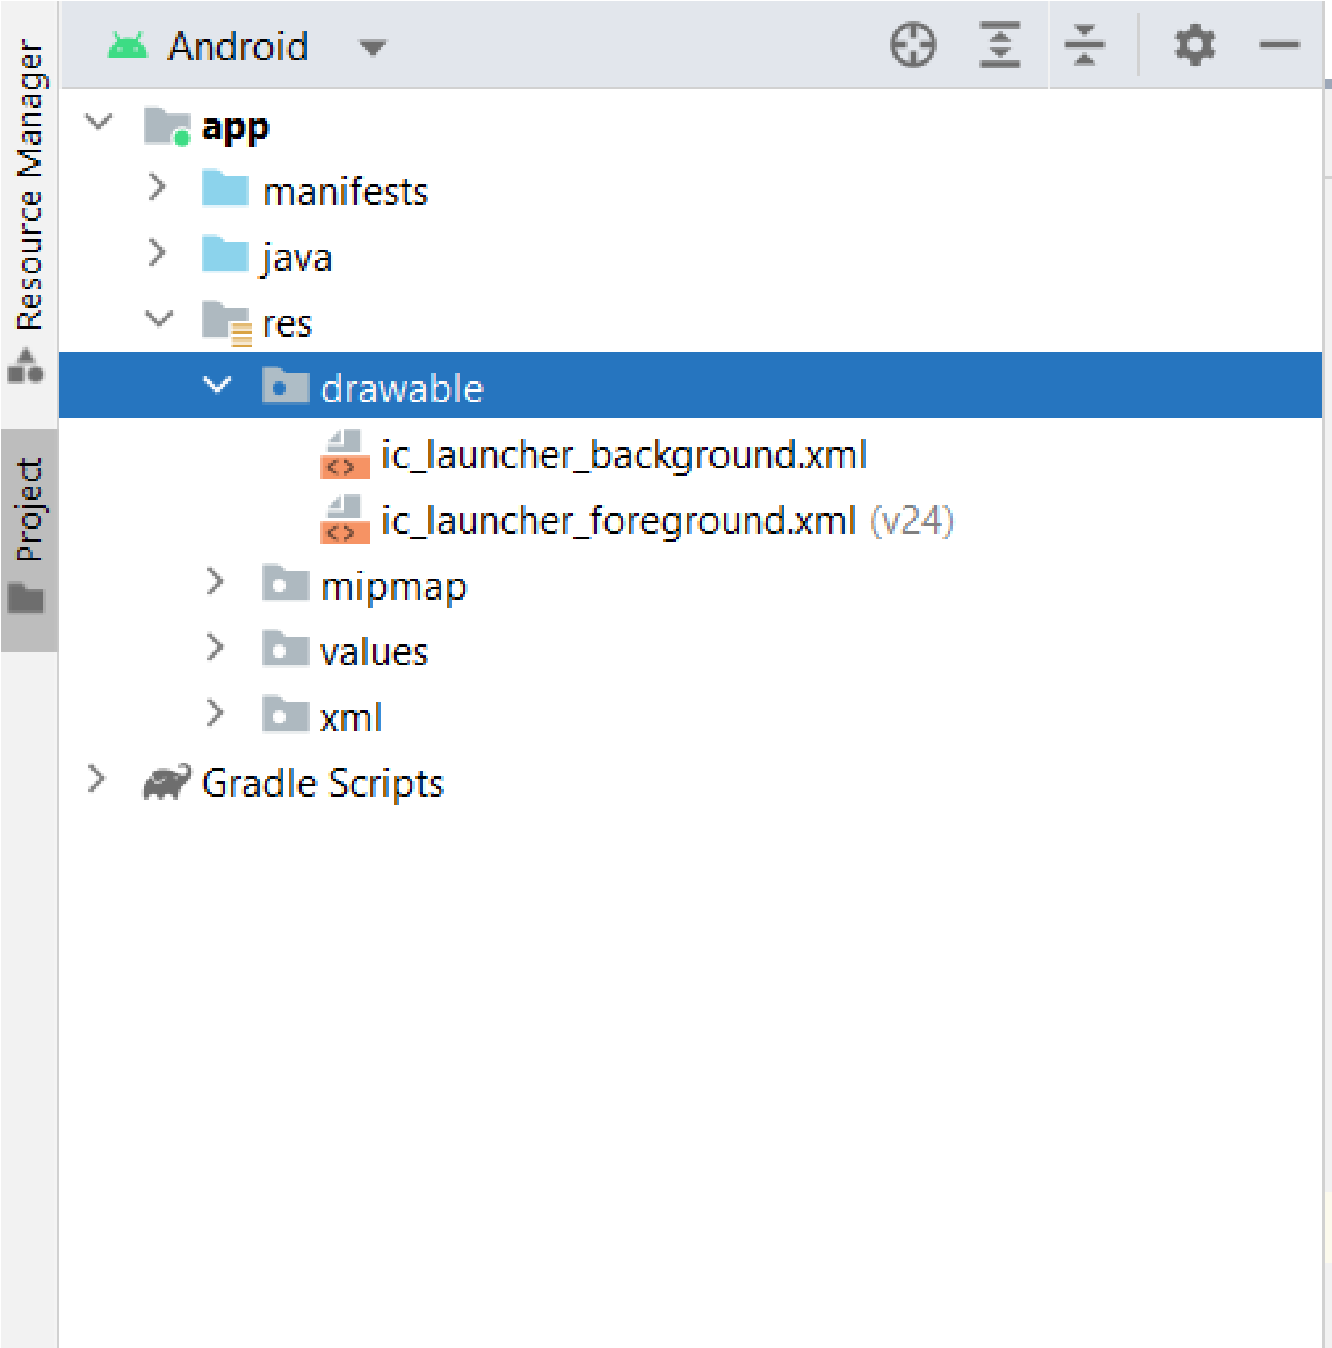 Android
Resource Manager
Project
app
manifests
java
res
drawable
ic_launcher_background.xml
ic_launcher_foreground.xml (v24)
mipmap
values
xml
Gradle Scripts